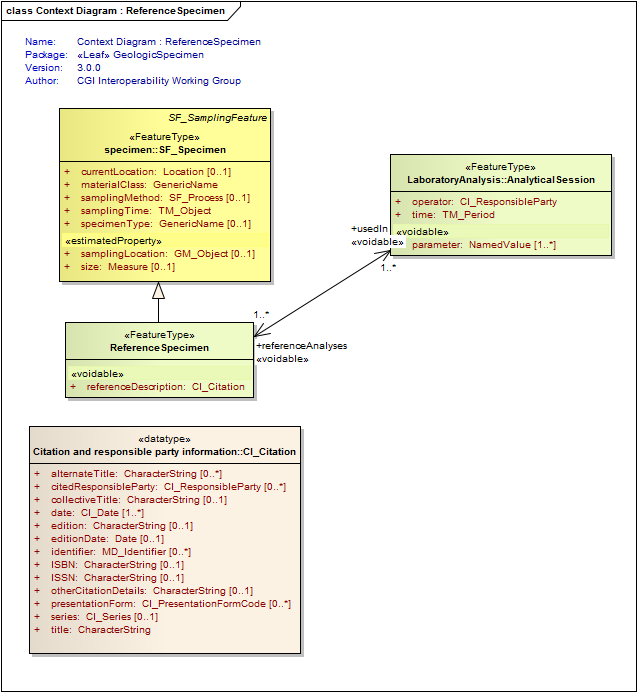 class Context Diagram : ReferenceSpecimen
Name: Context Diagram : ReferenceSpecimen
Package: «Leaf» GeologicSpecimen
Version: 3.0.0
Author: CGI Interoperability Working Group
SF_SamplingFeature
«FeatureType»
specimen::SF_Specimen
+ currentLocation: Location [0..1]
+ materialClass: GenericName
+ samplingMethod: SF_Process [0..1]
+ samplingTime: TM_Object
+ specimenType: GenericName [0..1]
«estimatedProperty»
+ samplingLocation: GM_Object [0..1]
+ size: Measure [0..1]
«FeatureType»
LaboratoryAnalysis::AnalyticalSession
+ operator: CI_ResponsibleParty
+ time: TM_Period
«voidable»
parameter: NamedValue [1..*]
+usedIn
«voidable»
1..*
1..*
+referenceAnalyses
«voidable»
«FeatureType»
ReferenceSpecimen
«voidable»
+ referenceDescription: CI_Citation
«datatype»
Citation and responsible party information::CI_Citation
+ alternateTitle: CharacterString [0..*]
+ citedResponsibleParty: CI_ResponsibleParty [0..*]
+ collectiveTitle: CharacterString [0..1]
+ date: CI_Date [1..*]
+ edition: CharacterString [0..1]
+ editionDate: Date [0..1]
+ identifier: MD_Identifier [0..*]
+ ISBN: CharacterString [0..1]
+ ISSN: CharacterString [0..1]
+ otherCitationDetails: CharacterString [0..1]
+ presentationForm: CI_PresentationFormCode [0..*]
+ series: CI_Series [0..1]
+ title: CharacterString